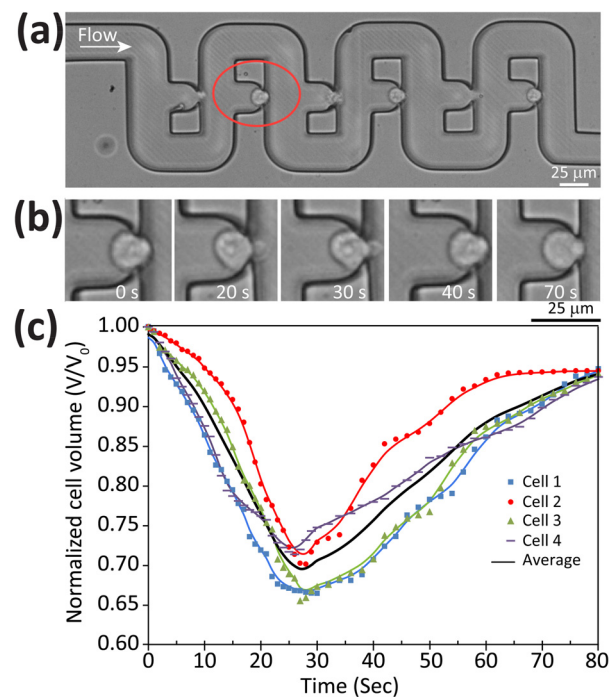 (a)
Flow
25 μm
(b)
0 s
20 s
30 s
40 s
70 s
25 μm
(c)
Normalized cell volume (V/V₀)
1.00
0.95
0.90
0.85
0.80
0.75
0.70
0.65
0.60
Cell 1
Cell 2
Cell 3
Cell 4
Average
0 10 20 30 40 50 60 70 80
Time (Sec)